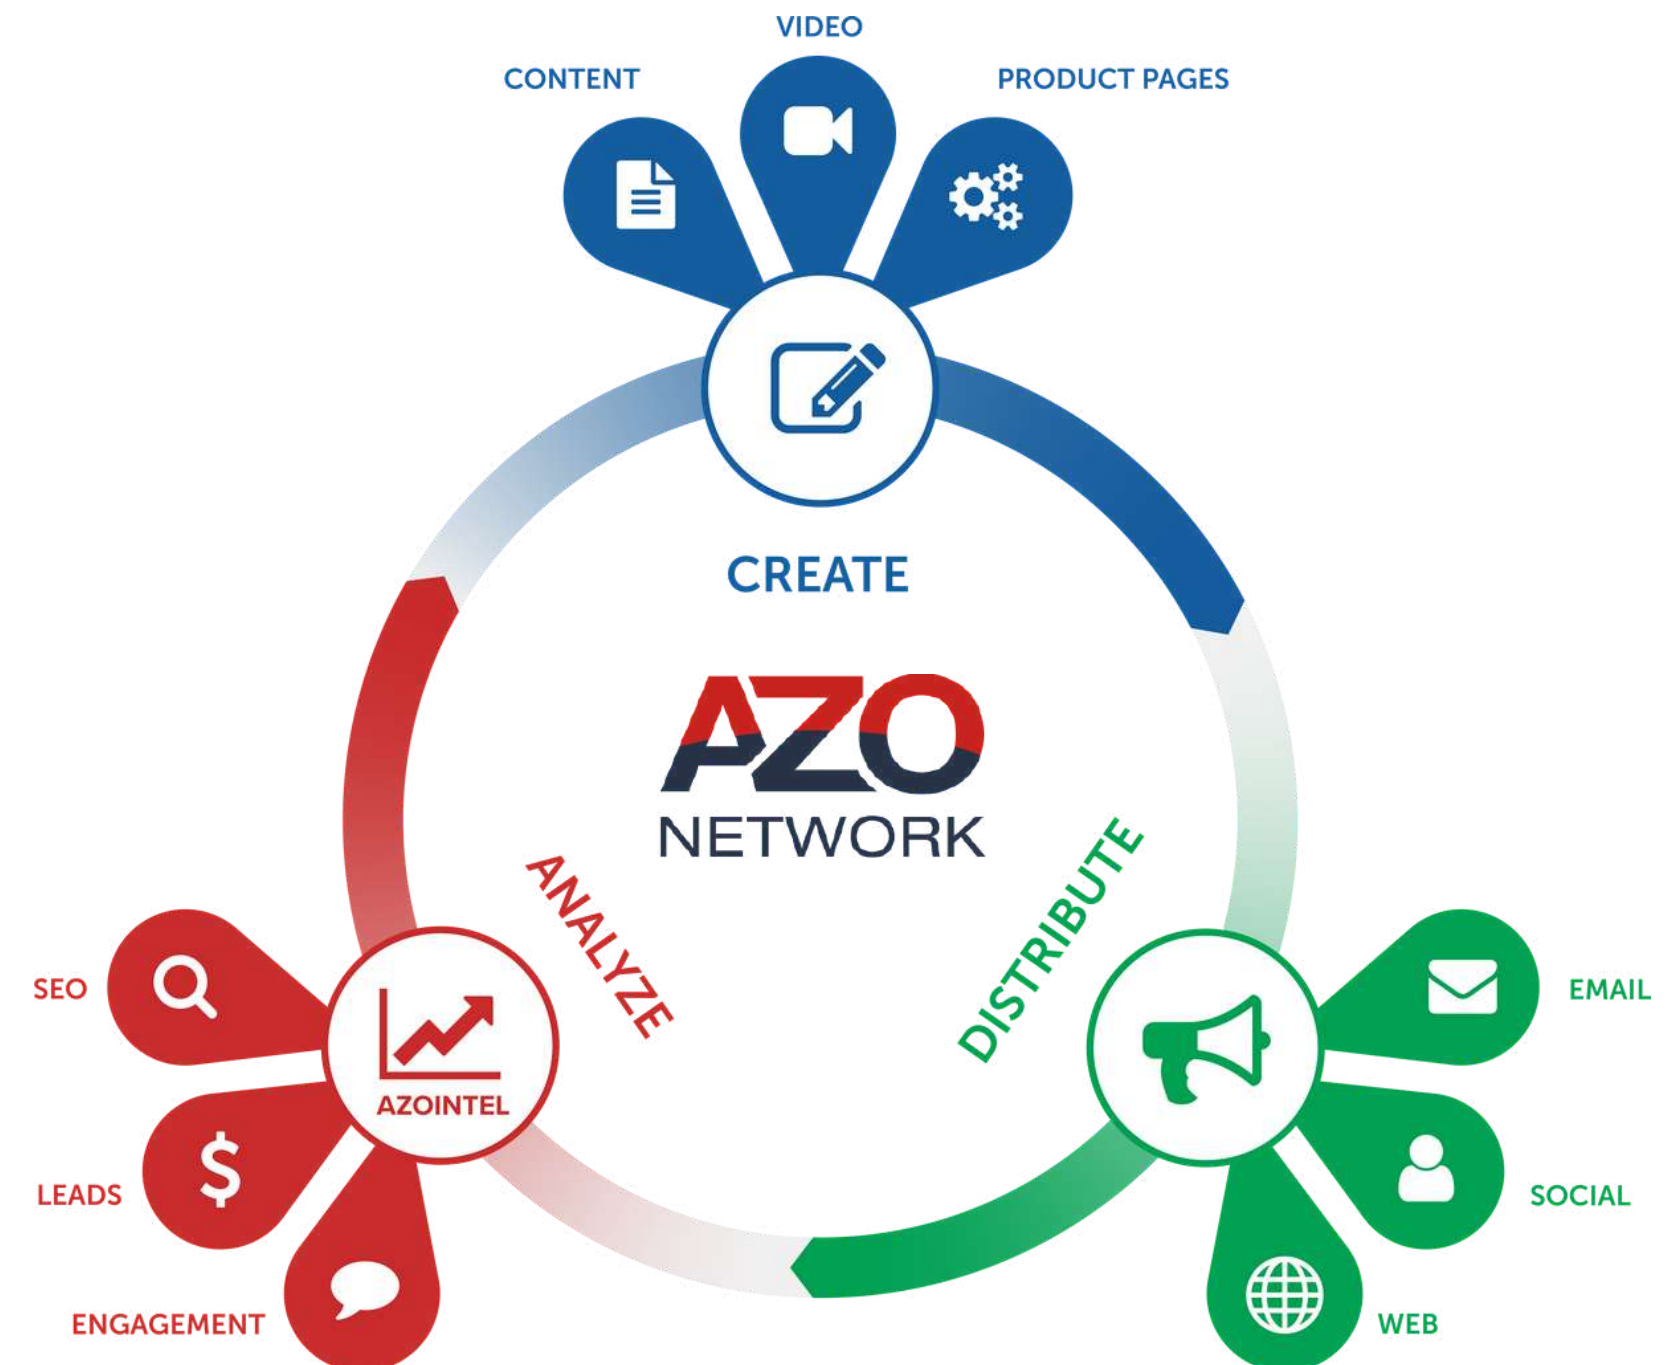 VIDEO
CONTENT
PRODUCT PAGES
CREATE
AZO
NETWORK
ANALYZE
DISTRIBUTE
SEO
EMAIL
AZOINTEL
LEADS
SOCIAL
ENGAGEMENT
WEB